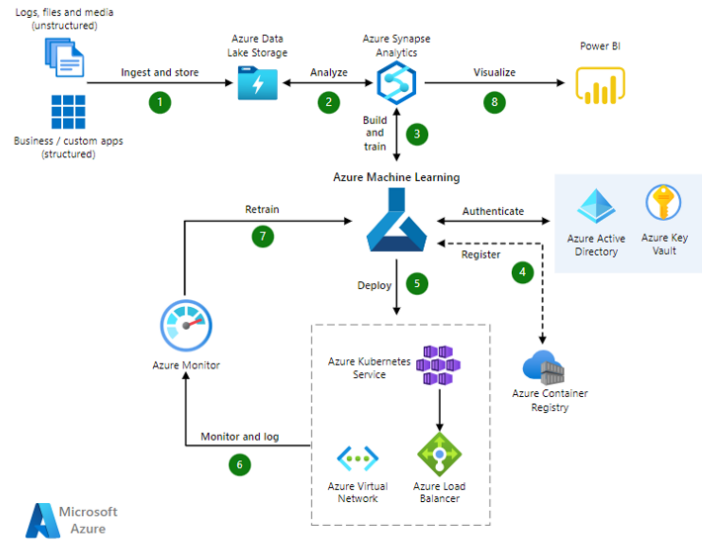 Logs, files and media
(unstructured)
Azure Data
Lake Storage
Azure Synapse
Analytics
Power BI
Ingest and store
1
Analyze
2
Visualize
8
Business / custom apps
(structured)
Build
and
train
3
Azure Machine Learning
Retrain
7
Authenticate
Azure Active
Directory
Azure Key
Vault
Register
4
Deploy
5
Azure Monitor
Azure Kubernetes
Service
Azure Container
Registry
Monitor and log
6
Azure Virtual
Network
Azure Load
Balancer
Microsoft
Azure